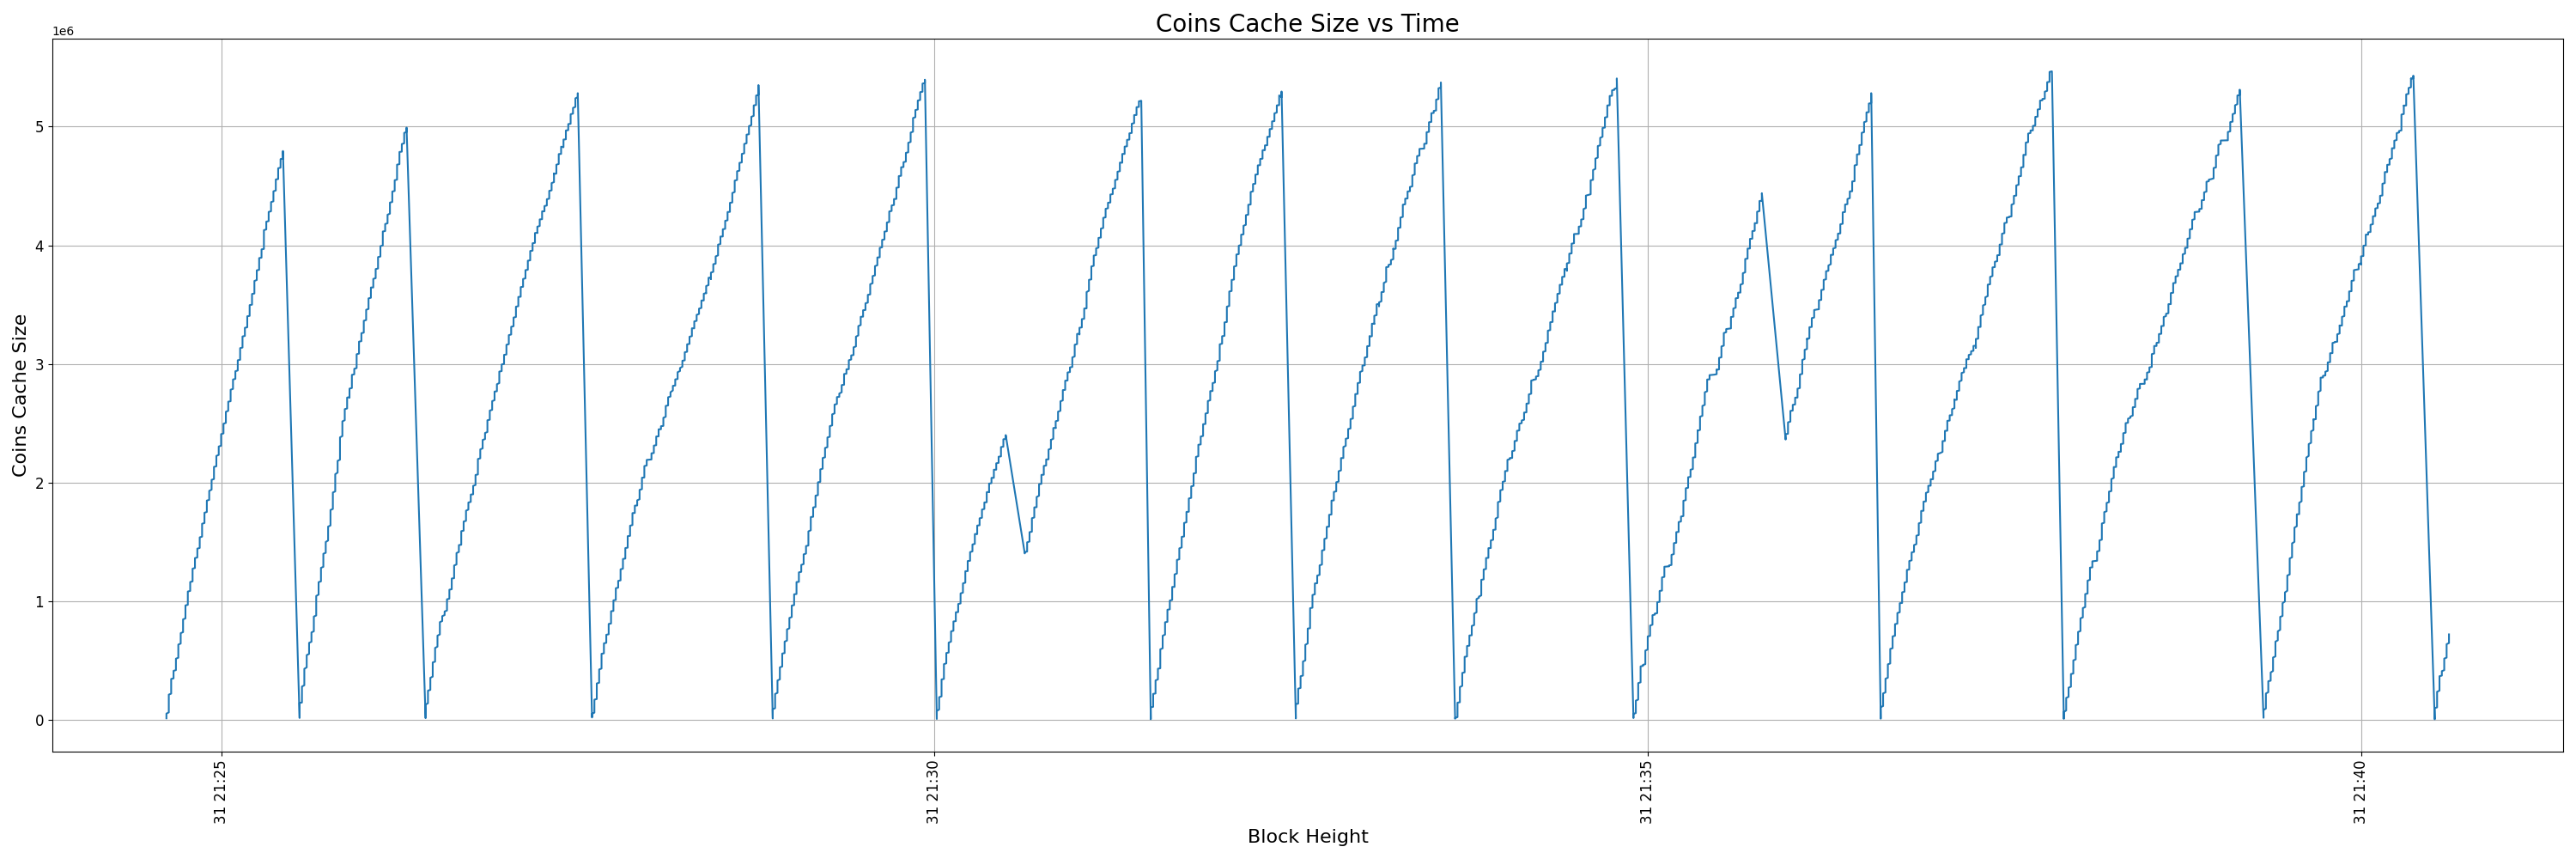 Coins Cache Size vs Time
1e6
5
4
3
2
1
0
Coins Cache Size
31 21:25
31 21:30
31 21:35
31 21:40
Block Height